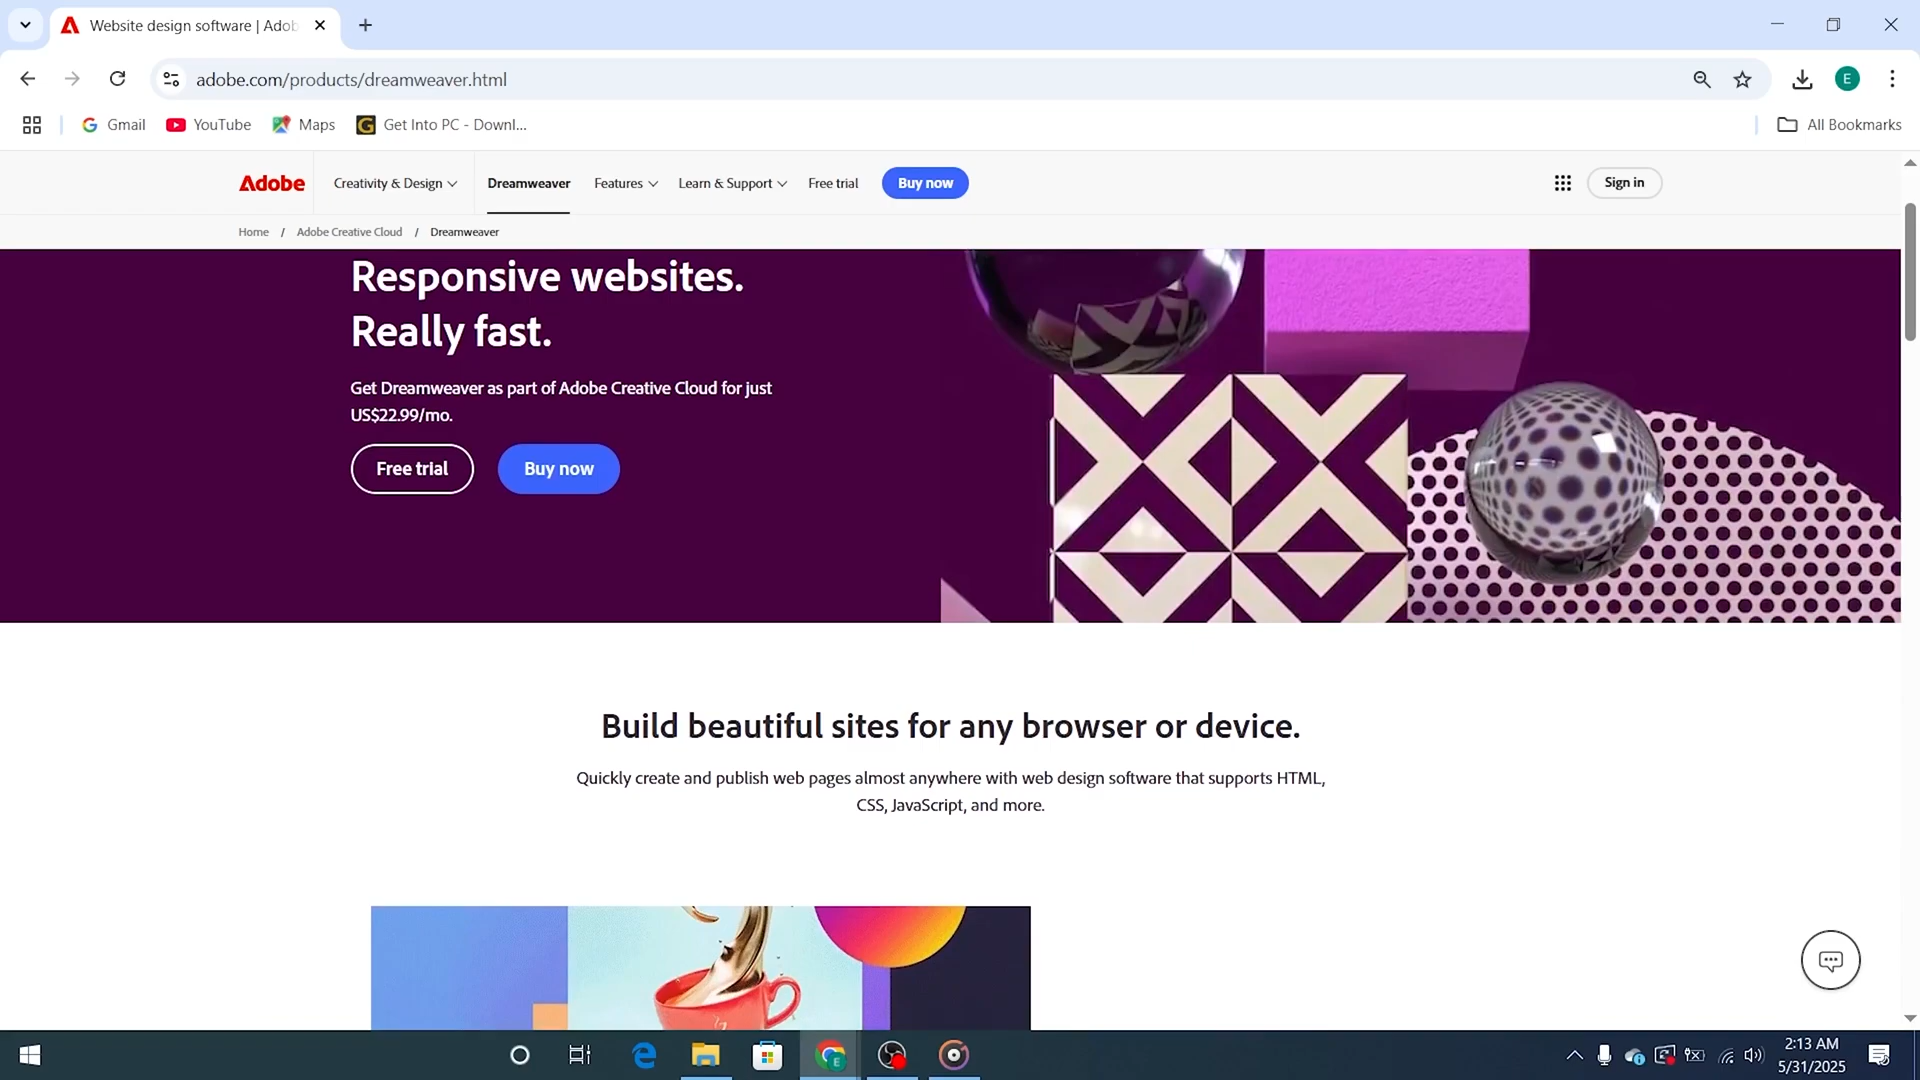 Website design software | Adob
adobe.com/products/dreamweaver.html
E
Gmail
YouTube
Maps
Get Into PC - Downl...
All Bookmarks
Adobe
Creativity & Design
Dreamweaver
Features
Learn & Support
Free trial
Buy now
Sign in
Home / Adobe Creative Cloud / Dreamweaver
Responsive websites.
Really fast.
Get Dreamweaver as part of Adobe Creative Cloud for just
US$22.99/mo.
Free trial
Buy now
Build beautiful sites for any browser or device.
Quickly create and publish web pages almost anywhere with web design software that supports HTML,
CSS, JavaScript, and more.
2:13 AM
5/31/2025